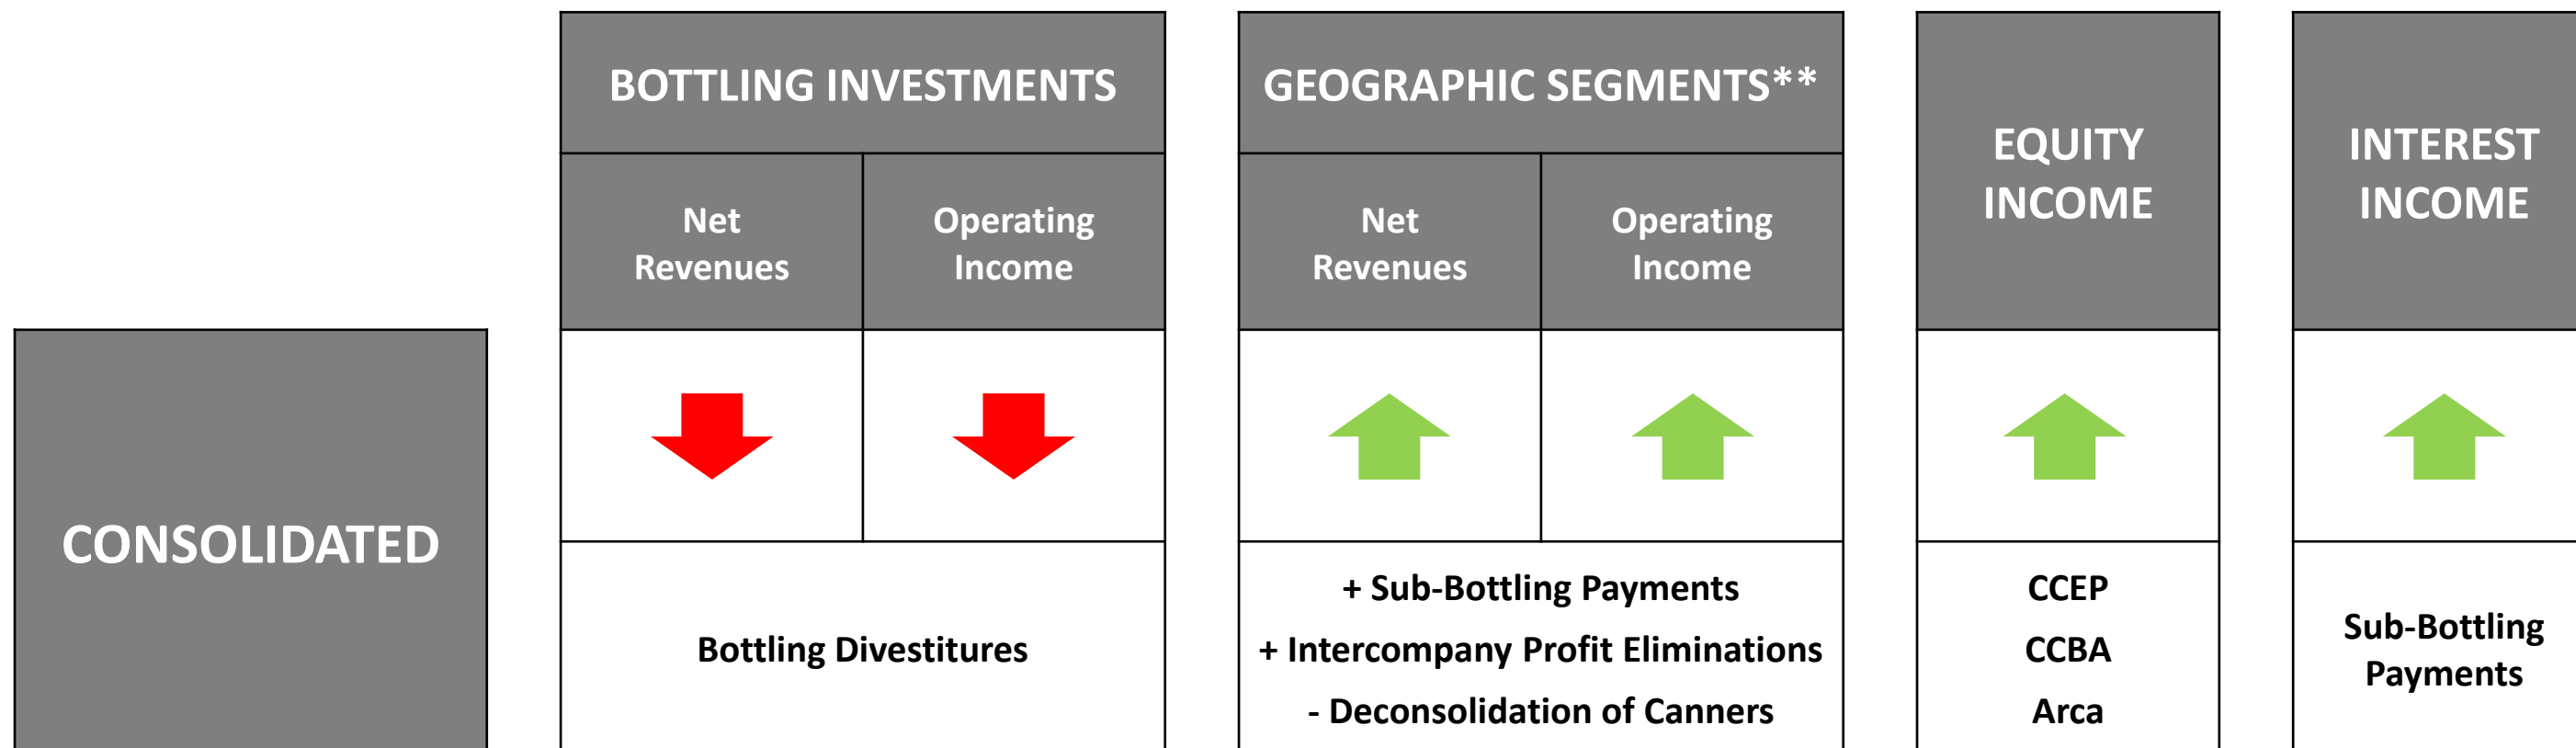 BOTTLING INVESTMENTS
GEOGRAPHIC SEGMENTS**
EQUITY
INCOME
INTEREST
INCOME
Net
Revenues
Operating
Income
Net
Revenues
Operating
Income
CONSOLIDATED
Bottling Divestitures
+ Sub-Bottling Payments
+ Intercompany Profit Eliminations
- Deconsolidation of Canners
CCEP
CCBA
Arca
Sub-Bottling
Payments